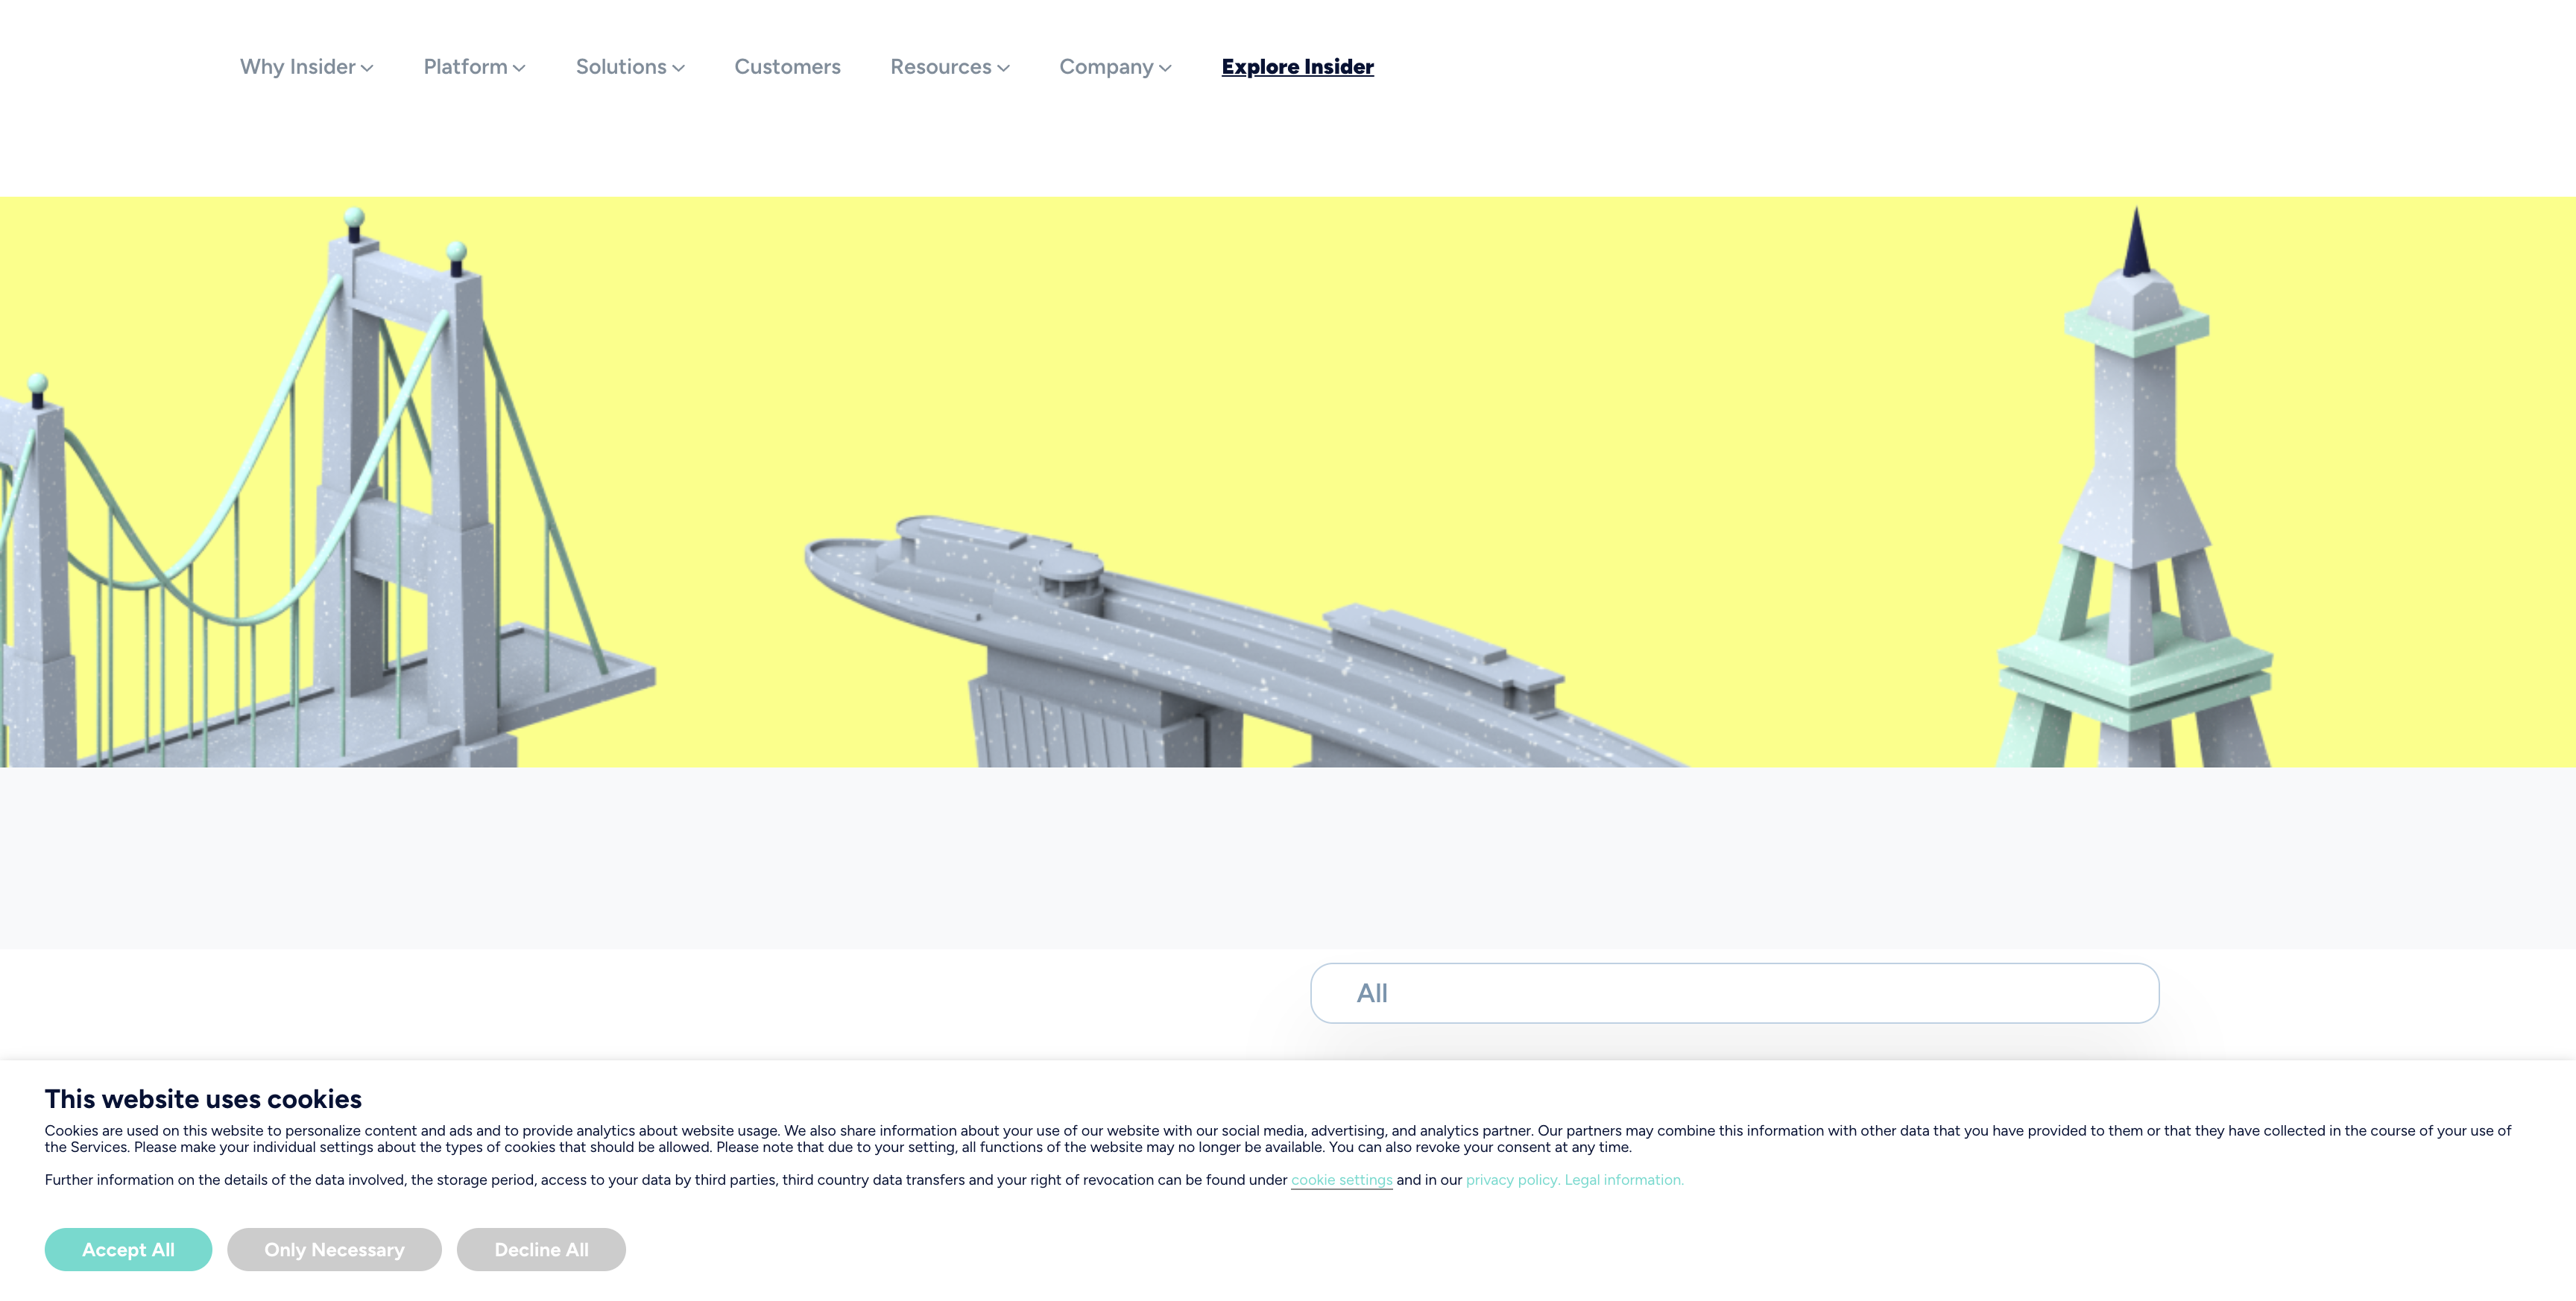 Why Insider Platform Solutions Customers Resources Company Explore Insider
All
This website uses cookies
Cookies are used on this website to personalize content and ads and to provide analytics about website usage. We also share information about your use of our website with our social media, advertising, and analytics partner. Our partners may combine this information with other data that you have provided to them or that they have collected in the course of your use of
the Services. Please make your individual settings about the types of cookies that should be allowed. Please note that due to your setting, all functions of the website may no longer be available. You can also revoke your consent at any time.
Further information on the details of the data involved, the storage period, access to your data by third parties, third country data transfers and your right of revocation can be found under cookie settings and in our privacy policy. Legal information.
Accept All Only Necessary Decline All